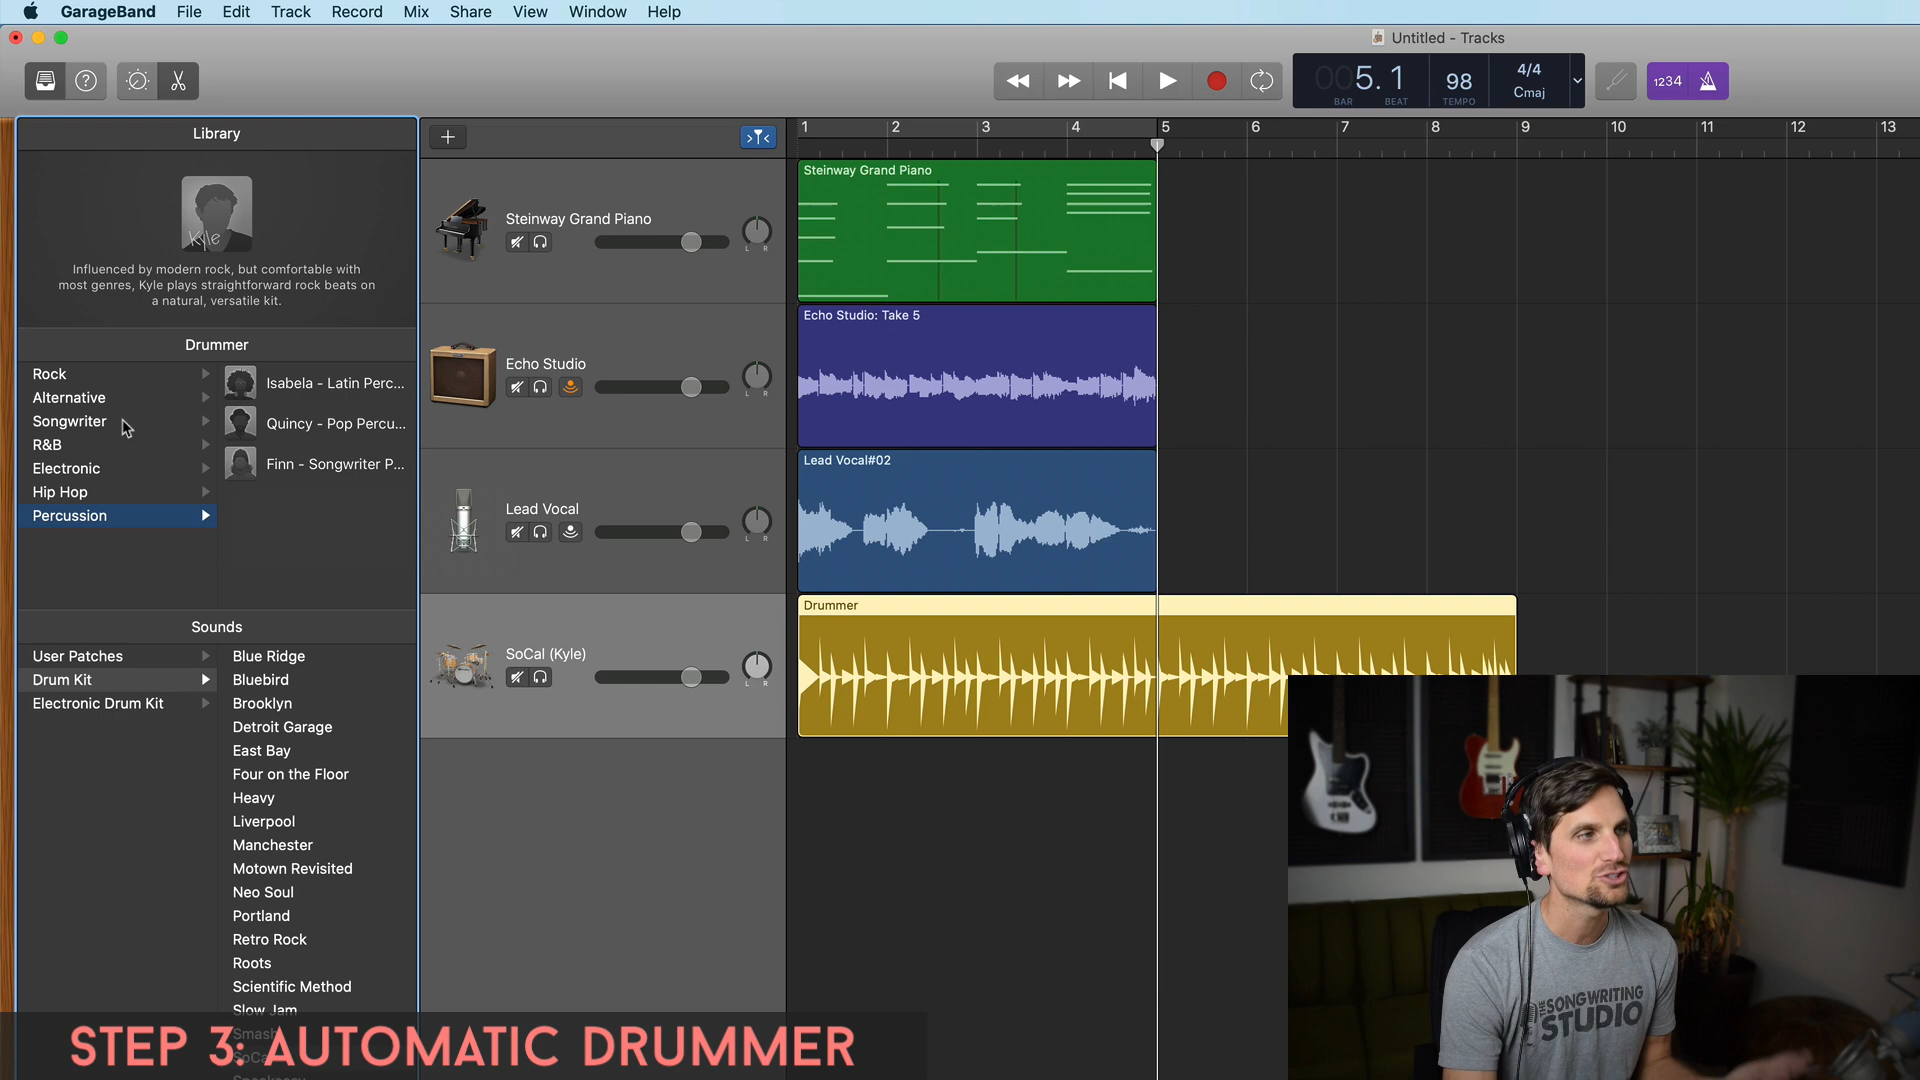 GarageBand File Edit Track Record Mix Share View Window Help
Untitled - Tracks
005.1 98 4/4 Cmaj
BAR BEAT TEMPO
1234
Library
Kyle
Influenced by modern rock, but comfortable with
most genres, Kyle plays straightforward rock beats on
a natural, versatile kit.
Drummer
Rock
Alternative
Songwriter
R&B
Electronic
Hip Hop
Percussion
Isabela - Latin Perc...
Quincy - Pop Percu...
Finn - Songwriter P...
Sounds
User Patches
Drum Kit
Electronic Drum Kit
Blue Ridge
Bluebird
Brooklyn
Detroit Garage
East Bay
Four on the Floor
Heavy
Liverpool
Manchester
Motown Revisited
Neo Soul
Portland
Retro Rock
Roots
Scientific Method
Slow Jam
Smash
SoCa
1 2 3 4 5 6 7 8 9 10 11 12 13
Steinway Grand Piano
L R
Steinway Grand Piano
Echo Studio
L R
Echo Studio: Take 5
Lead Vocal
L R
Lead Vocal#02
SoCal (Kyle)
L R
Drummer
THE
SONGWRITING
STUDIO
STEP 3: AUTOMATIC DRUMMER